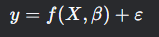 y = f(X, β) + ε